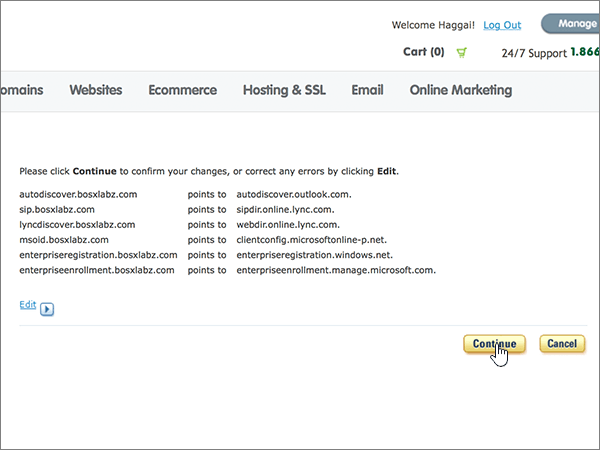 Welcome Haggai! Log Out Manage
Cart (0) 24/7 Support 1.866
omains Websites Ecommerce Hosting & SSL Email Online Marketing
Please click Continue to confirm your changes, or correct any errors by clicking Edit.
autodiscover.bosxlabz.com points to autodiscover.outlook.com.
sip.bosxlabz.com points to sipdir.online.lync.com.
lyncdiscover.bosxlabz.com points to webdir.online.lync.com.
msoid.bosxlabz.com points to clientconfig.microsoftonline-p.net.
enterpriseregistration.bosxlabz.com points to enterpriseregistration.windows.net.
enterpriseenrollment.bosxlabz.com points to enterpriseenrollment.manage.microsoft.com.
Edit
Continue Cancel